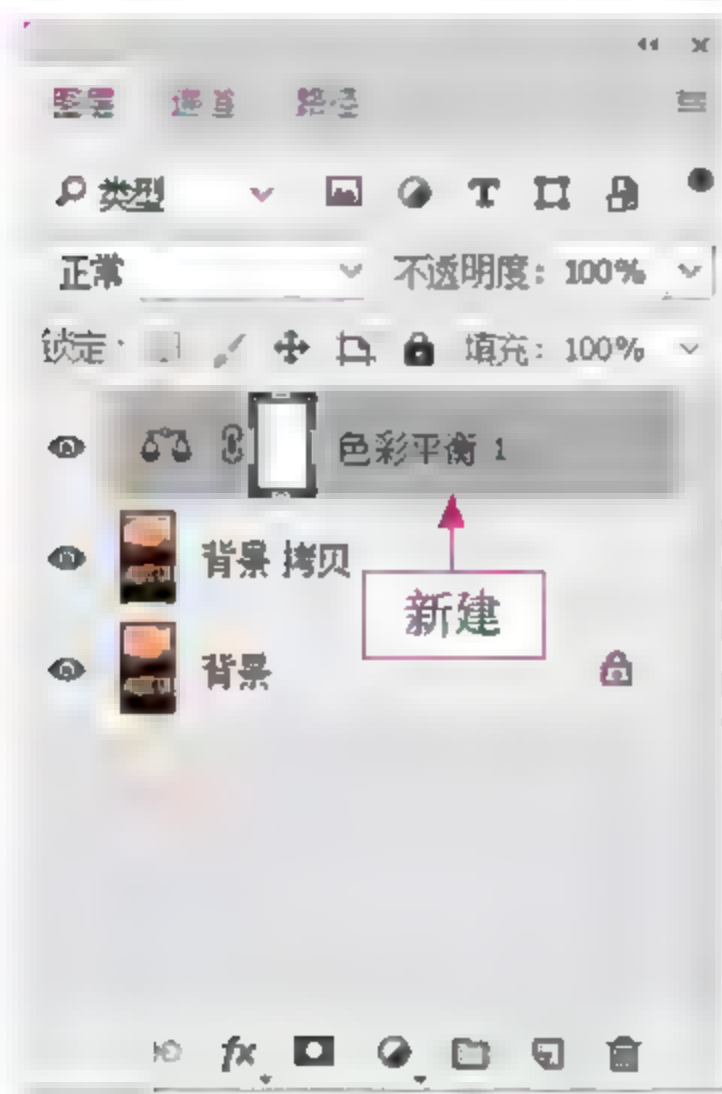 图层 通道 路径
类型
正常 不透明度： 100%
锁定： 填充： 100%
色彩平衡 1
背景 拷贝
新建
背景
fx